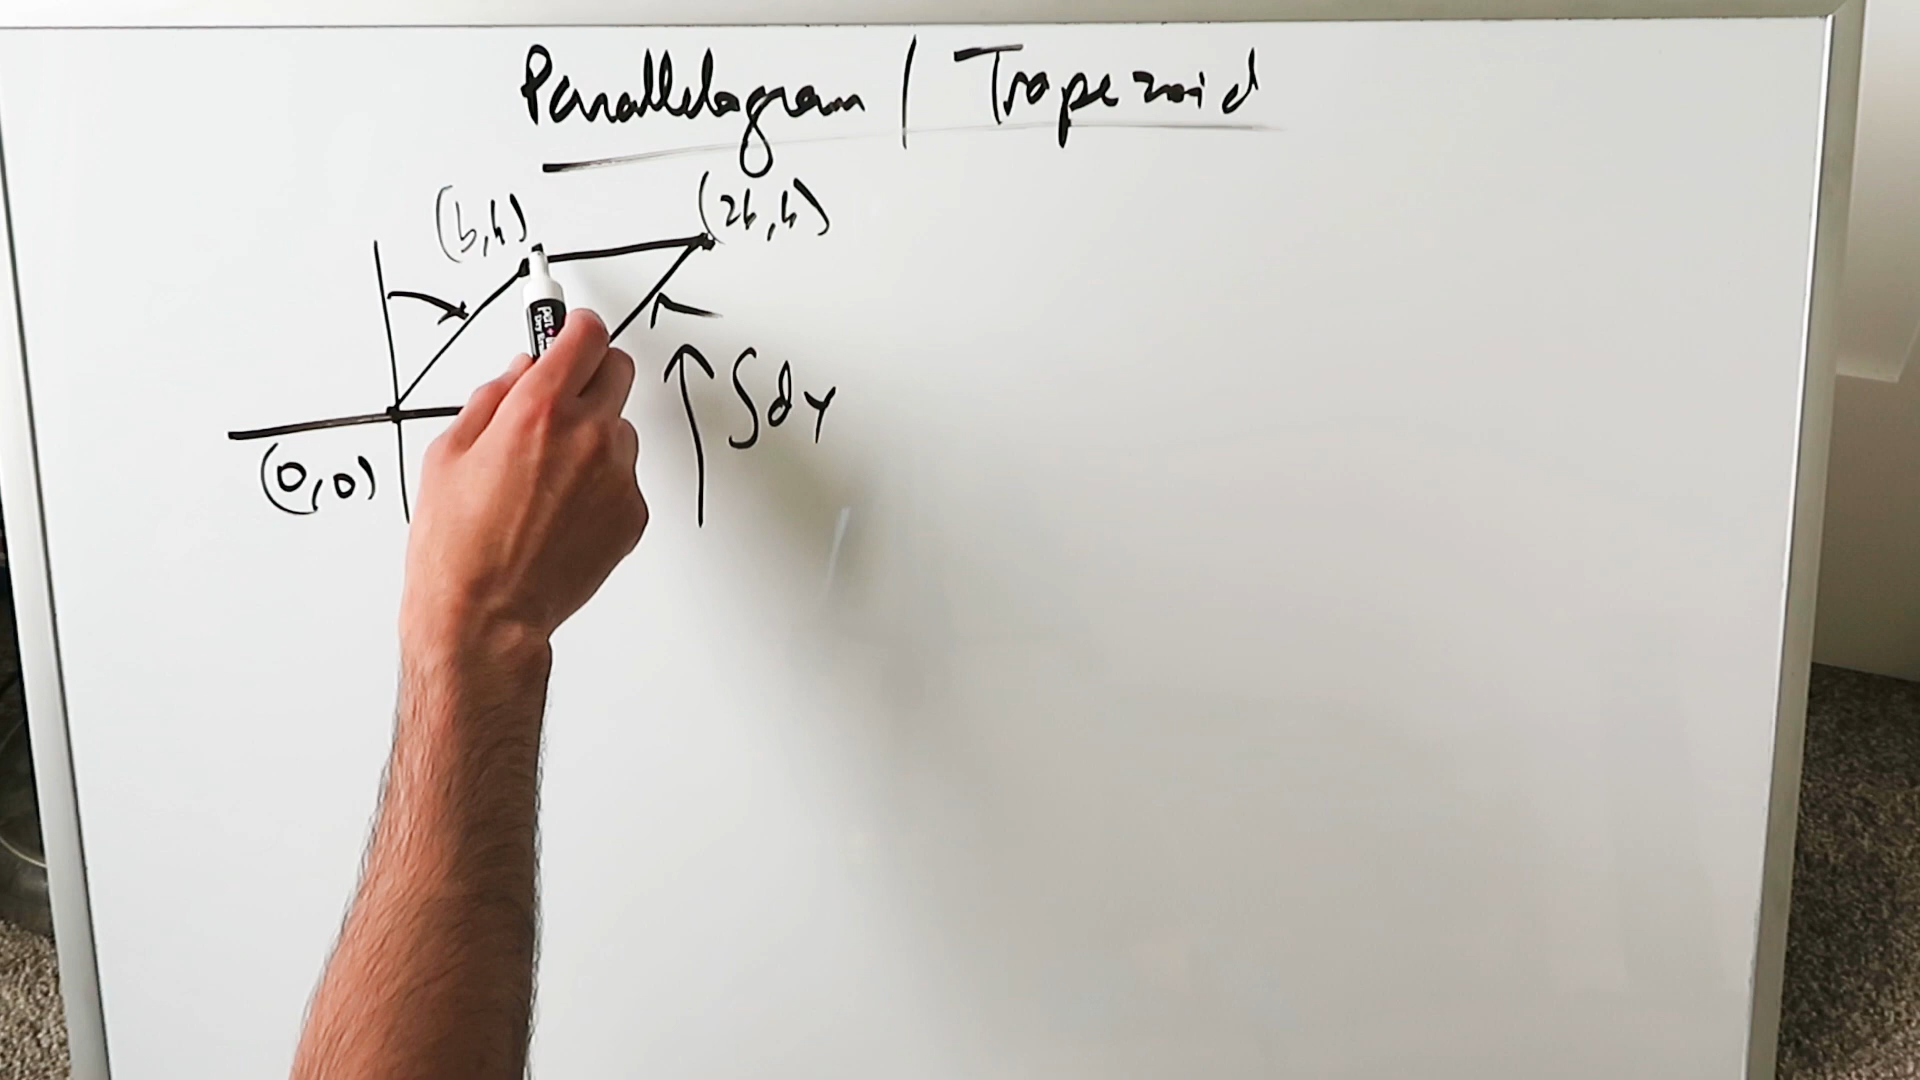 Parallelogram / Trapezoid
(b,h) (2b,h)
∫dy
(0,0)